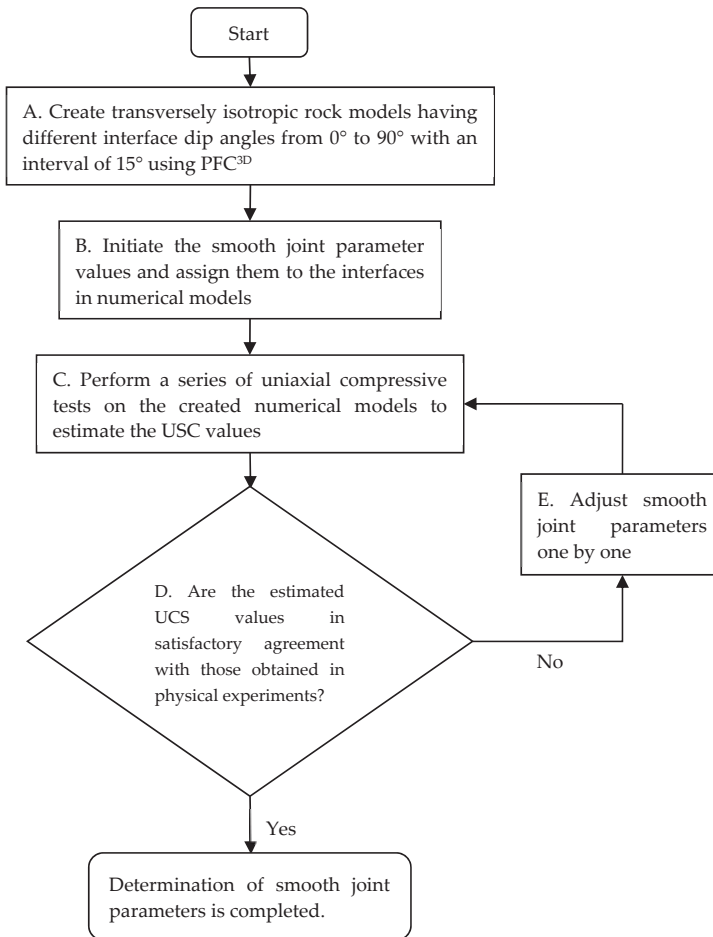 Start
A. Create transversely isotropic rock models having
different interface dip angles from 0° to 90° with an
interval of 15° using PFC3D
B. Initiate the smooth joint parameter
values and assign them to the interfaces
in numerical models
C. Perform a series of uniaxial compressive
tests on the created numerical models to
estimate the USC values
E. Adjust smooth
joint parameters
one by one
D. Are the estimated
UCS values in
satisfactory agreement
with those obtained in
physical experiments?
No
Yes
Determination of smooth joint
parameters is completed.